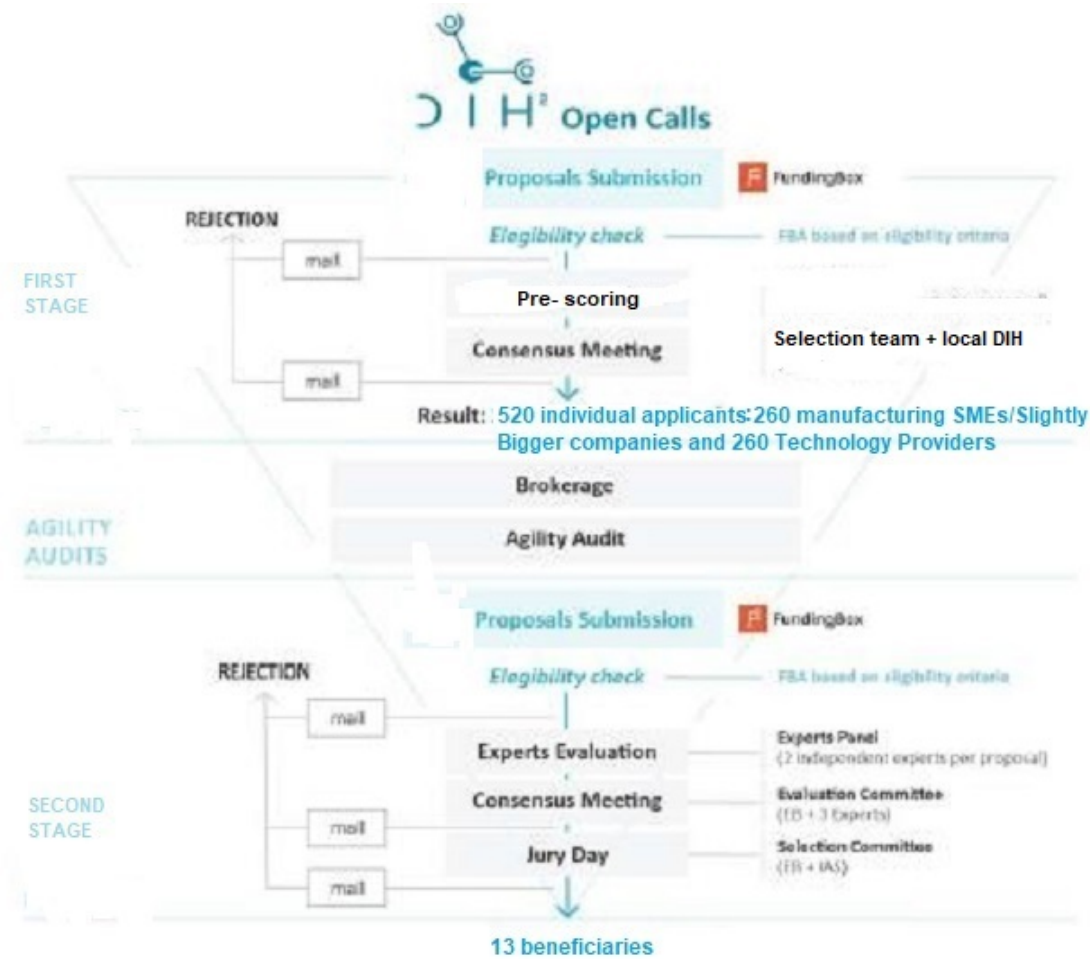 DIH² Open Calls
Proposals Submission
FundingBox
REJECTION
Elegibility check
FBA based on eligibility criteria
mail
FIRST
STAGE
Pre- scoring
Selection team + local DIH
Consensus Meeting
mail
Result: 520 individual applicants:260 manufacturing SMEs/Slightly
Bigger companies and 260 Technology Providers
Brokerage
AGILITY
AUDITS
Agility Audit
Proposals Submission
FundingBox
REJECTION
Elegibility check
FBA based on eligibility criteria
mail
Experts Evaluation
Experts Panel
(2 independent experts per proposal)
SECOND
STAGE
Consensus Meeting
Evaluation Committee
(EB + 3 Experts)
mail
Jury Day
Selection Committee
(EB + IAS)
mail
13 beneficiaries